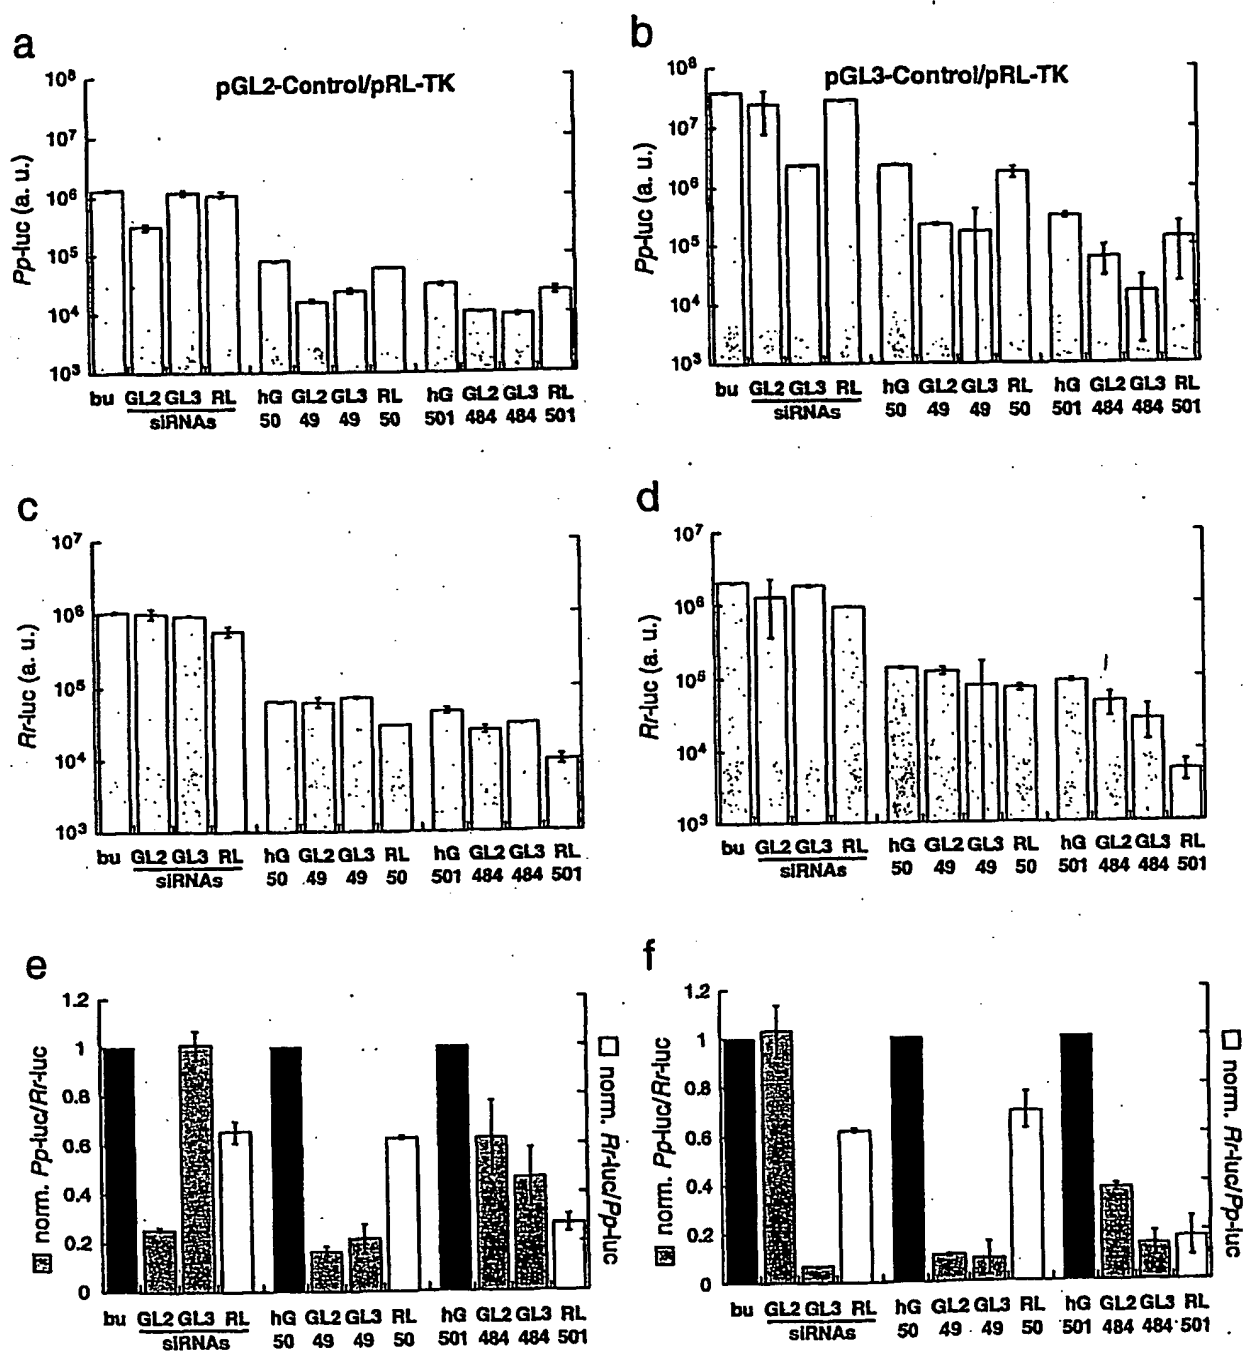 a
pGL2-Control/pRL-TK
Pp-luc (a. u.)
10⁸
10⁷
10⁶
10⁵
10⁴
10³
bu GL2 GL3 RL hG GL2 GL3 RL hG GL2 GL3 RL
siRNAs 50 49 49 50 501 484 484 501
b
pGL3-Control/pRL-TK
Pp-luc (a. u.)
10⁸
10⁷
10⁶
10⁵
10⁴
10³
bu GL2 GL3 RL hG GL2 GL3 RL hG GL2 GL3 RL
siRNAs 50 49 49 50 501 484 484 501
c
Rr-luc (a. u.)
10⁷
10⁶
10⁵
10⁴
10³
bu GL2 GL3 RL hG GL2 GL3 RL hG GL2 GL3 RL
siRNAs 50 49 49 50 501 484 484 501
d
Rr-luc (a. u.)
10⁷
10⁶
10⁵
10⁴
10³
bu GL2 GL3 RL hG GL2 GL3 RL hG GL2 GL3 RL
siRNAs 50 49 49 50 501 484 484 501
e
norm. Pp-luc/Rr-luc
1.2
1
0.8
0.6
0.4
0.2
0
norm. Rr-luc/Pp-luc
bu GL2 GL3 RL hG GL2 GL3 RL hG GL2 GL3 RL
siRNAs 50 49 49 50 501 484 484 501
f
norm. Pp-luc/Rr-luc
1.2
1
0.8
0.6
0.4
0.2
0
norm. Rr-luc/Pp-luc
bu GL2 GL3 RL hG GL2 GL3 RL hG GL2 GL3 RL
siRNAs 50 49 49 50 501 484 484 501